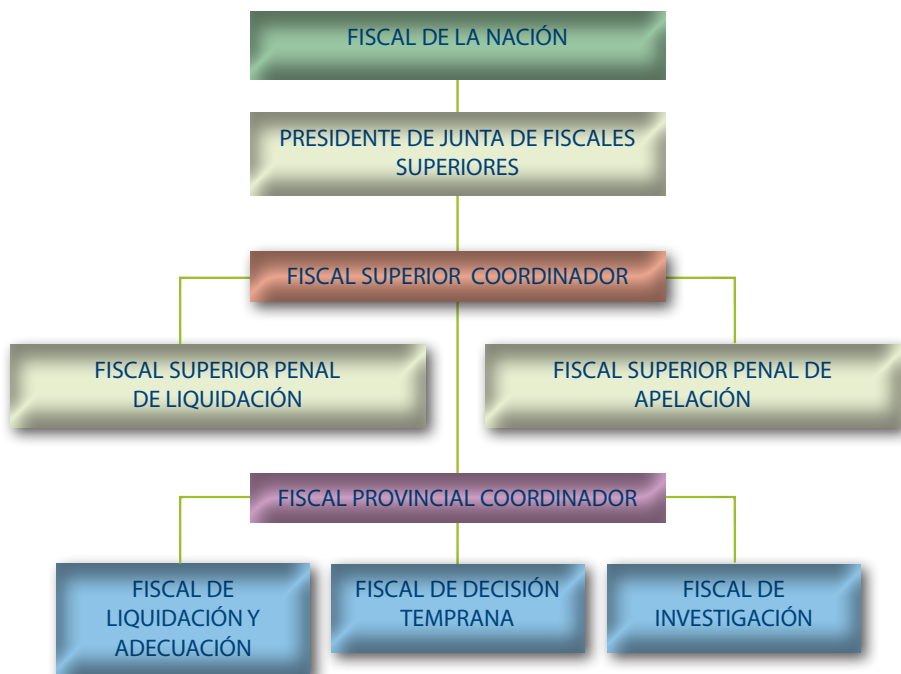 FISCAL DE LA NACIÓN
PRESIDENTE DE JUNTA DE FISCALES
SUPERIORES
FISCAL SUPERIOR COORDINADOR
FISCAL SUPERIOR PENAL
DE LIQUIDACIÓN
FISCAL SUPERIOR PENAL DE
APELACIÓN
FISCAL PROVINCIAL COORDINADOR
FISCAL DE
LIQUIDACIÓN Y
ADECUACIÓN
FISCAL DE DECISIÓN
TEMPRANA
FISCAL DE
INVESTIGACIÓN